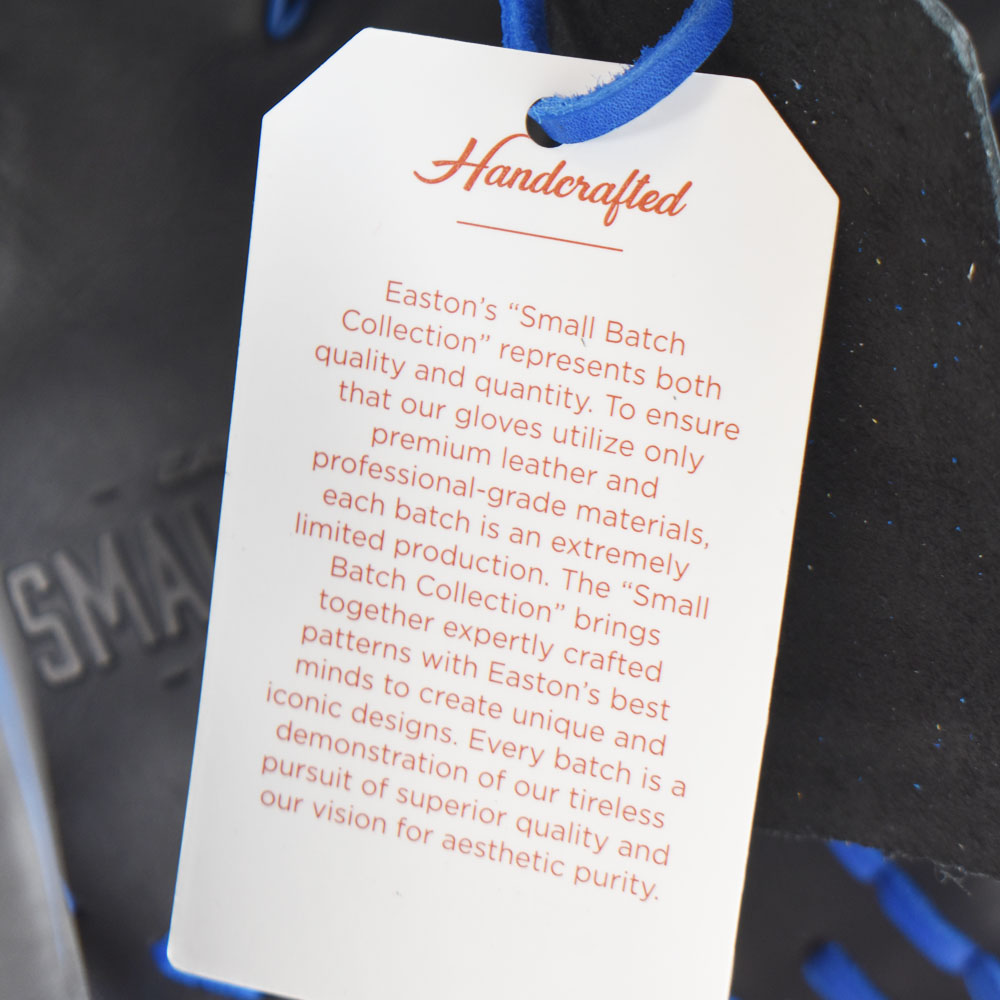 Handcrafted
Easton's “Small Batch
Collection” represents both
quality and quantity. To ensure
that our gloves utilize only
premium leather and
professional-grade materials,
each batch is an extremely
limited production. The “Small
Batch Collection” brings
together expertly crafted
patterns with Easton's best
minds to create unique and
iconic designs. Every batch is a
demonstration of our tireless
pursuit of superior quality and
our vision for aesthetic purity.